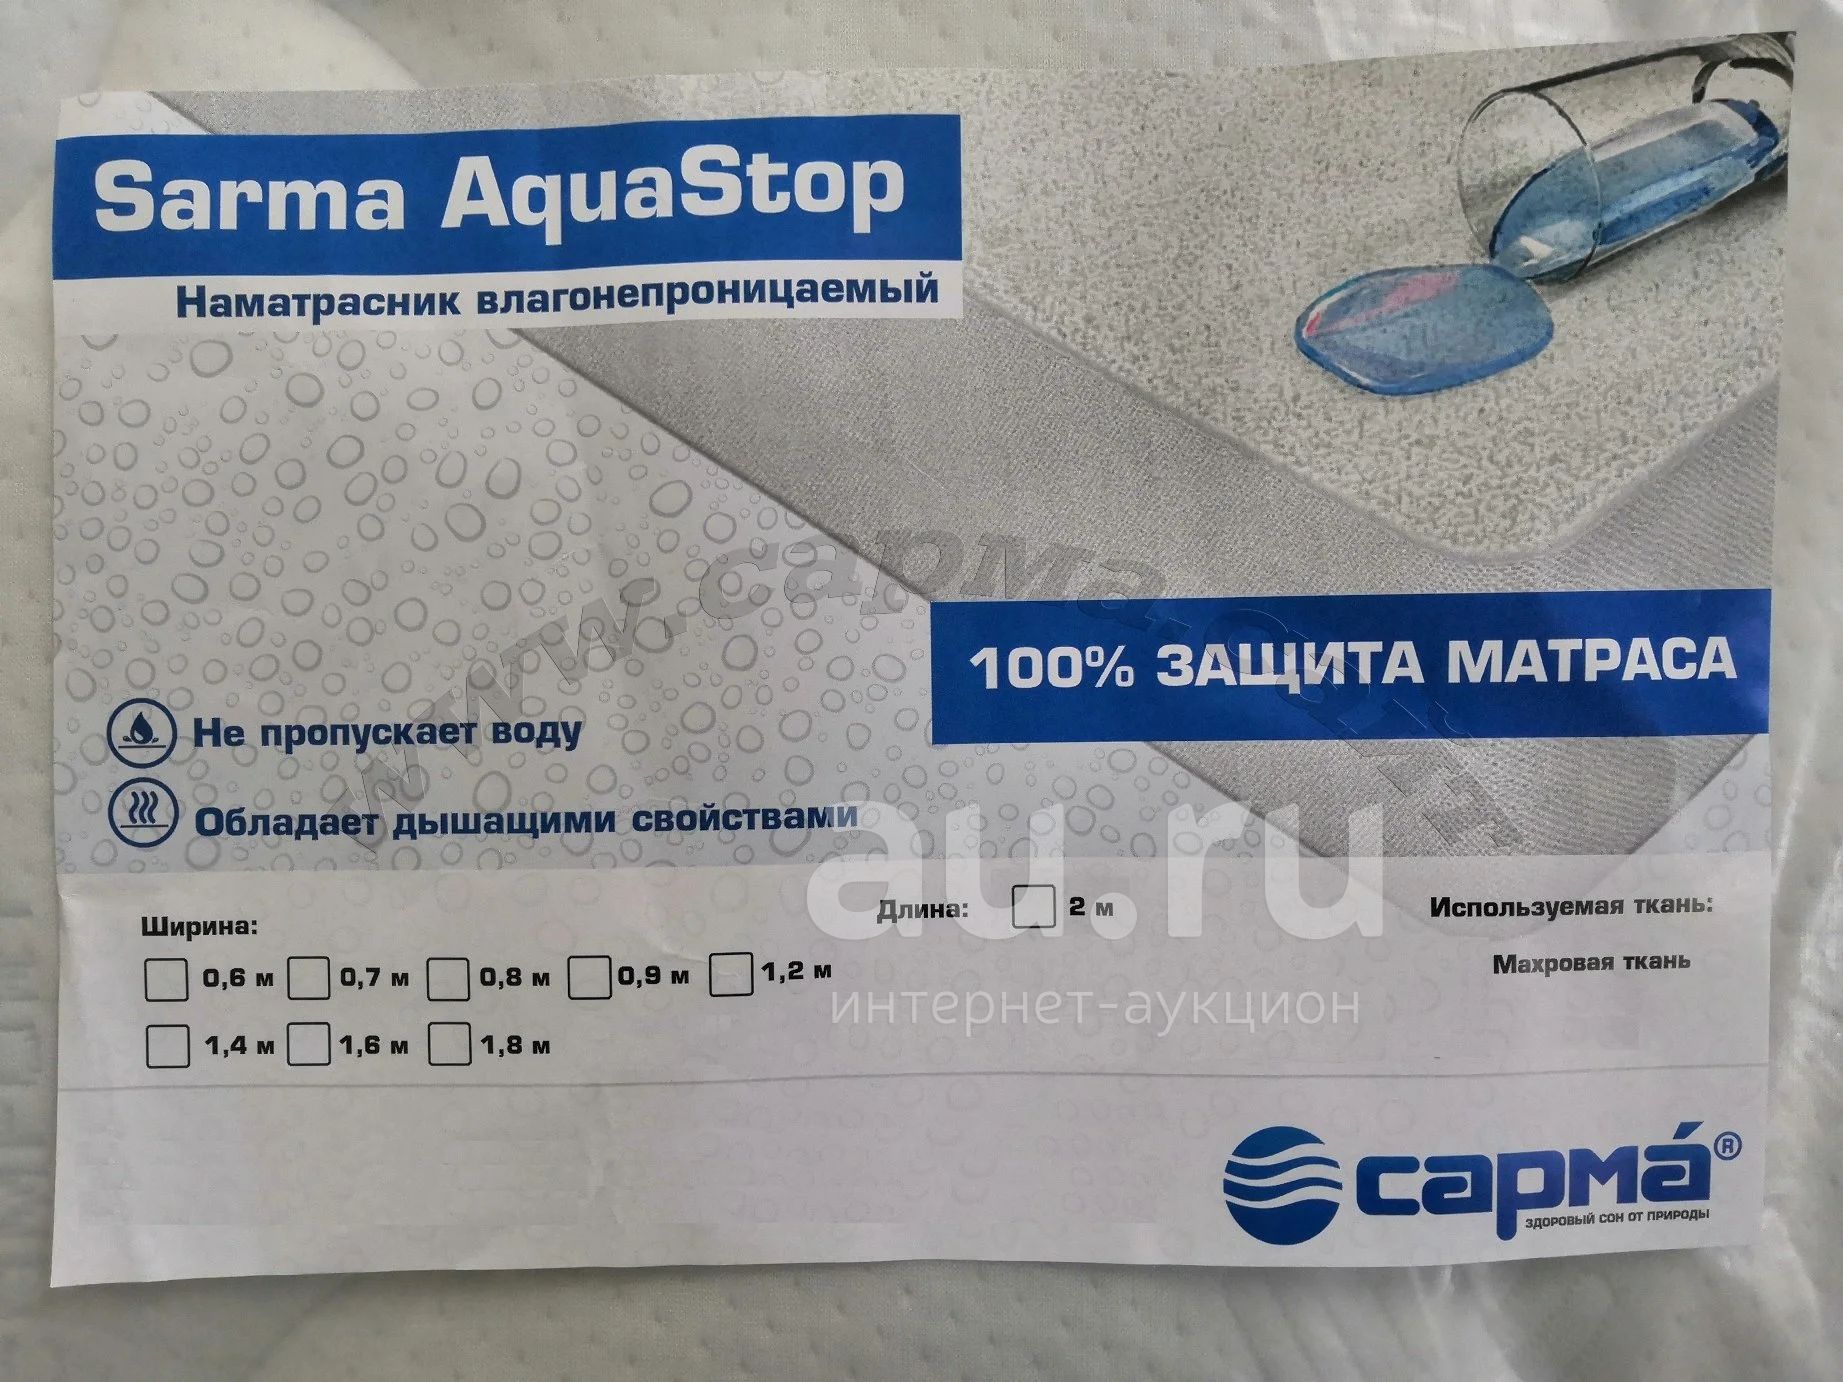 Sarma AquaStop
Наматрасник влагонепроницаемый
100% ЗАЩИТА МАТРАСА
Не пропускает воду
Обладает дышащими свойствами
au.ru
интернет-аукцион
Ширина:
0,6 м 0,7 м 0,8 м 0,9 м 1,2 м
1,4 м 1,6 м 1,8 м
Длина: 2 м
Используемая ткань:
Махровая ткань
сарма́®
ЗДОРОВЫЙ СОН ОТ ПРИРОДЫ